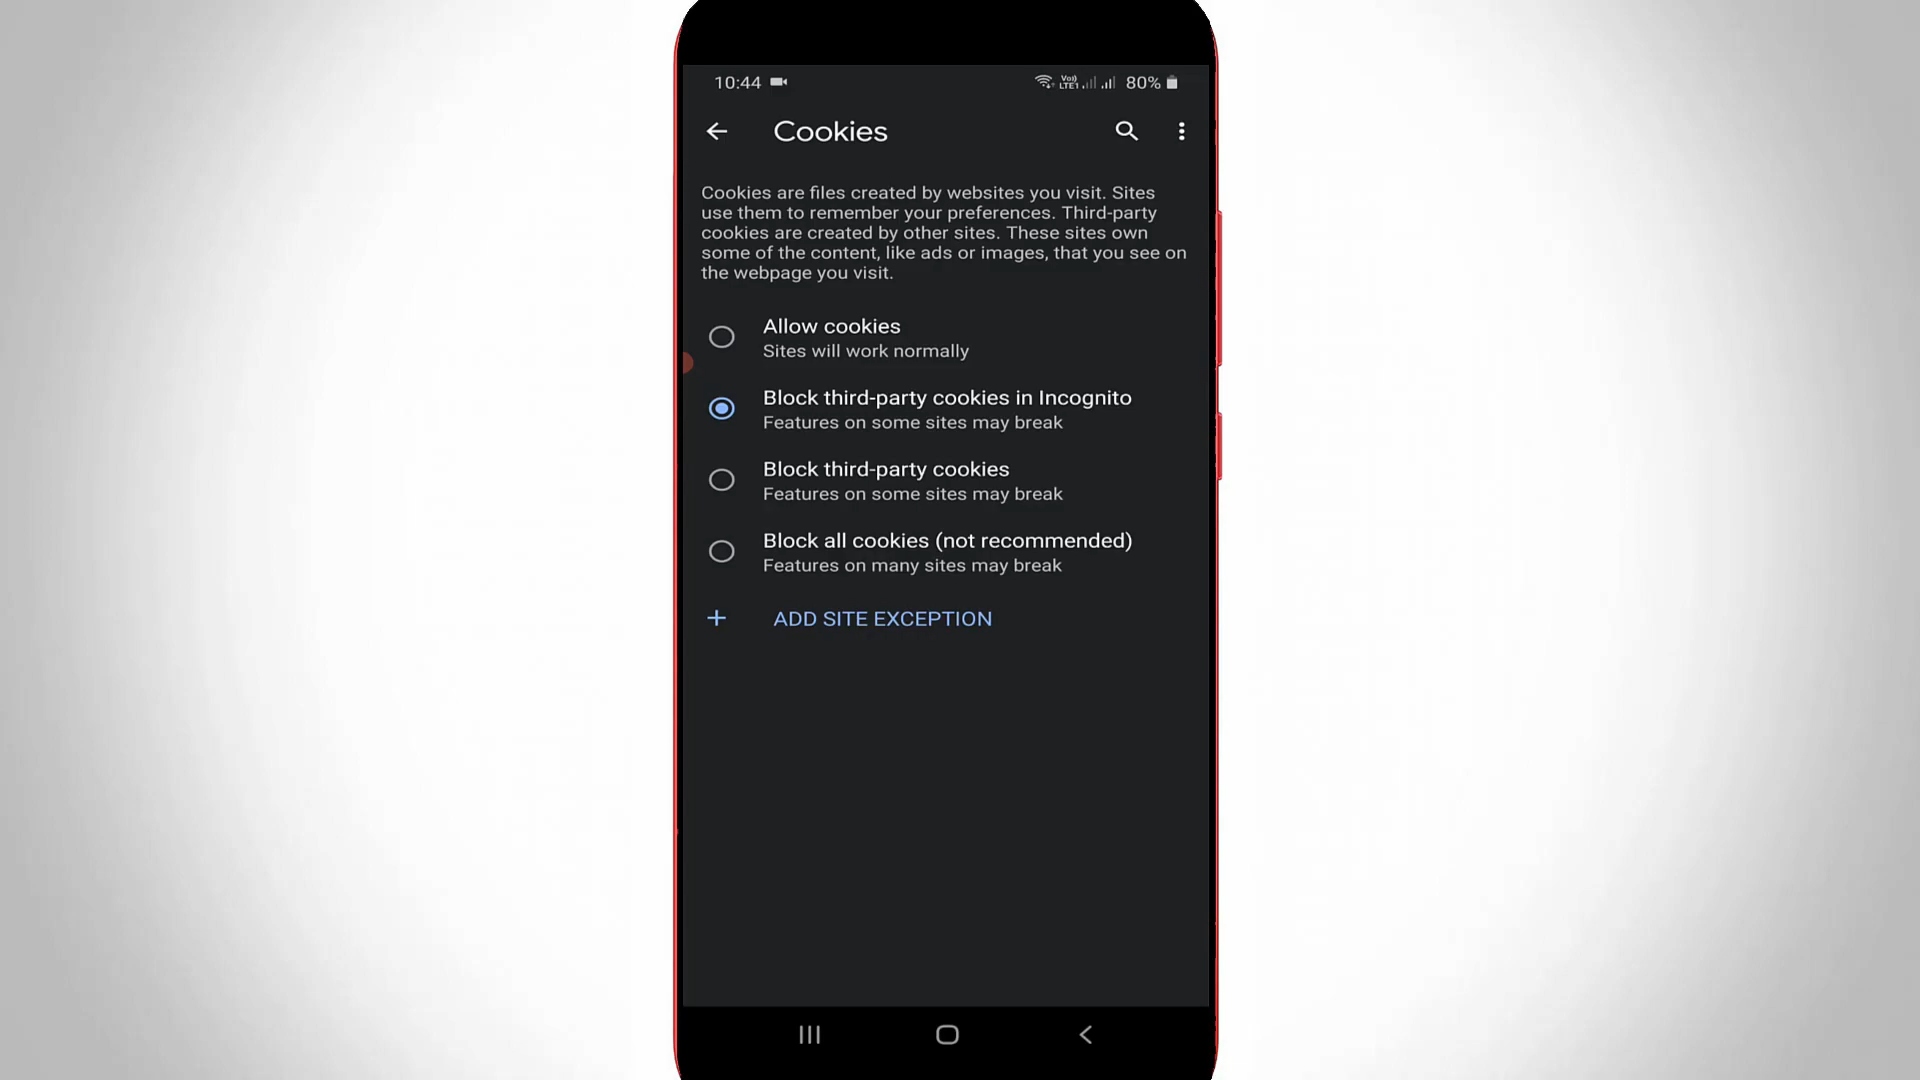 10:44
Vo))
LTE1
80%
Cookies
Cookies are files created by websites you visit. Sites
use them to remember your preferences. Third-party
cookies are created by other sites. These sites own
some of the content, like ads or images, that you see on
the webpage you visit.
Allow cookies
Sites will work normally
Block third-party cookies in Incognito
Features on some sites may break
Block third-party cookies
Features on some sites may break
Block all cookies (not recommended)
Features on many sites may break
+ ADD SITE EXCEPTION